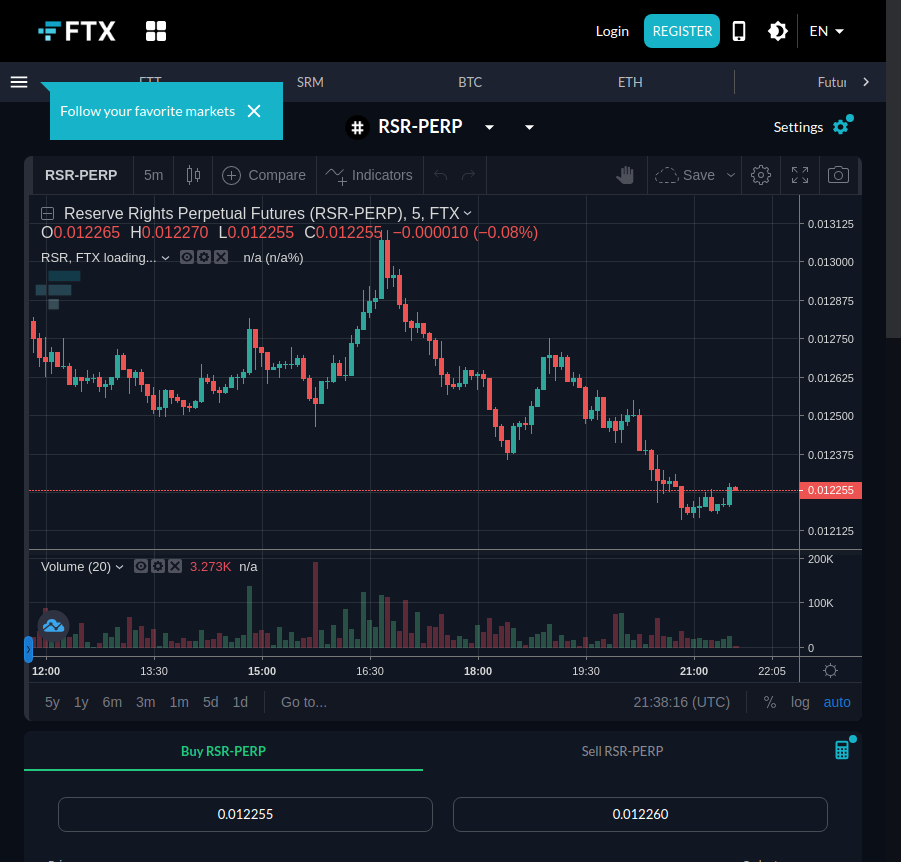 FTX
Login
REGISTER
EN
FTT
SRM
BTC
ETH
Futur
Follow your favorite markets
RSR-PERP
Settings
RSR-PERP
5m
Compare
Indicators
Save
Reserve Rights Perpetual Futures (RSR-PERP), 5, FTX
O0.012265 H0.012270 L0.012255 C0.012255 −0.000010 (−0.08%)
RSR, FTX loading... n/a (n/a%)
0.013125
0.013000
0.012875
0.012750
0.012625
0.012500
0.012375
0.012255
0.012125
Volume (20) 3.273K n/a
200K
100K
0
12:00 13:30 15:00 16:30 18:00 19:30 21:00 22:05
5y 1y 6m 3m 1m 5d 1d Go to... 21:38:16 (UTC) % log auto
Buy RSR-PERP
Sell RSR-PERP
0.012255
0.012260